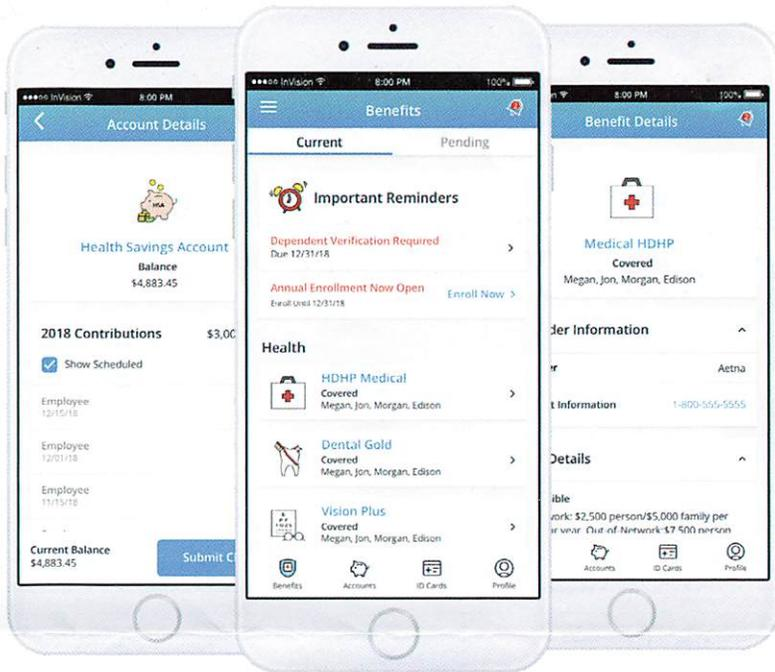 InVision
8:00 PM
Account Details
HSA
Health Savings Account
Balance
$4,883.45
2018 Contributions
Show Scheduled
Employee
12/15/18
Employee
12/01/18
Employee
11/15/18
Current Balance
$4,883.45
Submit
InVision
8:00 PM
100%
Benefits
2
Current
Pending
Important Reminders
Dependent Verification Required
Due 12/31/18
Annual Enrollment Now Open
Enroll Now >
Enroll Until 12/31/18
Health
HDHP Medical
Covered
Megan, Jon, Morgan, Edison
Dental Gold
Covered
Megan, Jon, Morgan, Edison
Vision Plus
Covered
Megan, Jon, Morgan, Edison
Benefits
Accounts
ID Cards
Profile
8:00 PM
100%
Benefit Details
2
Medical HDHP
Covered
Megan, Jon, Morgan, Edison
Information
Aetna
Information
1-800-555-5555
Details
$2,500 person/$5,000 family per
year. Out-of-Network:$7,500 person
Accounts
ID Cards
Profile